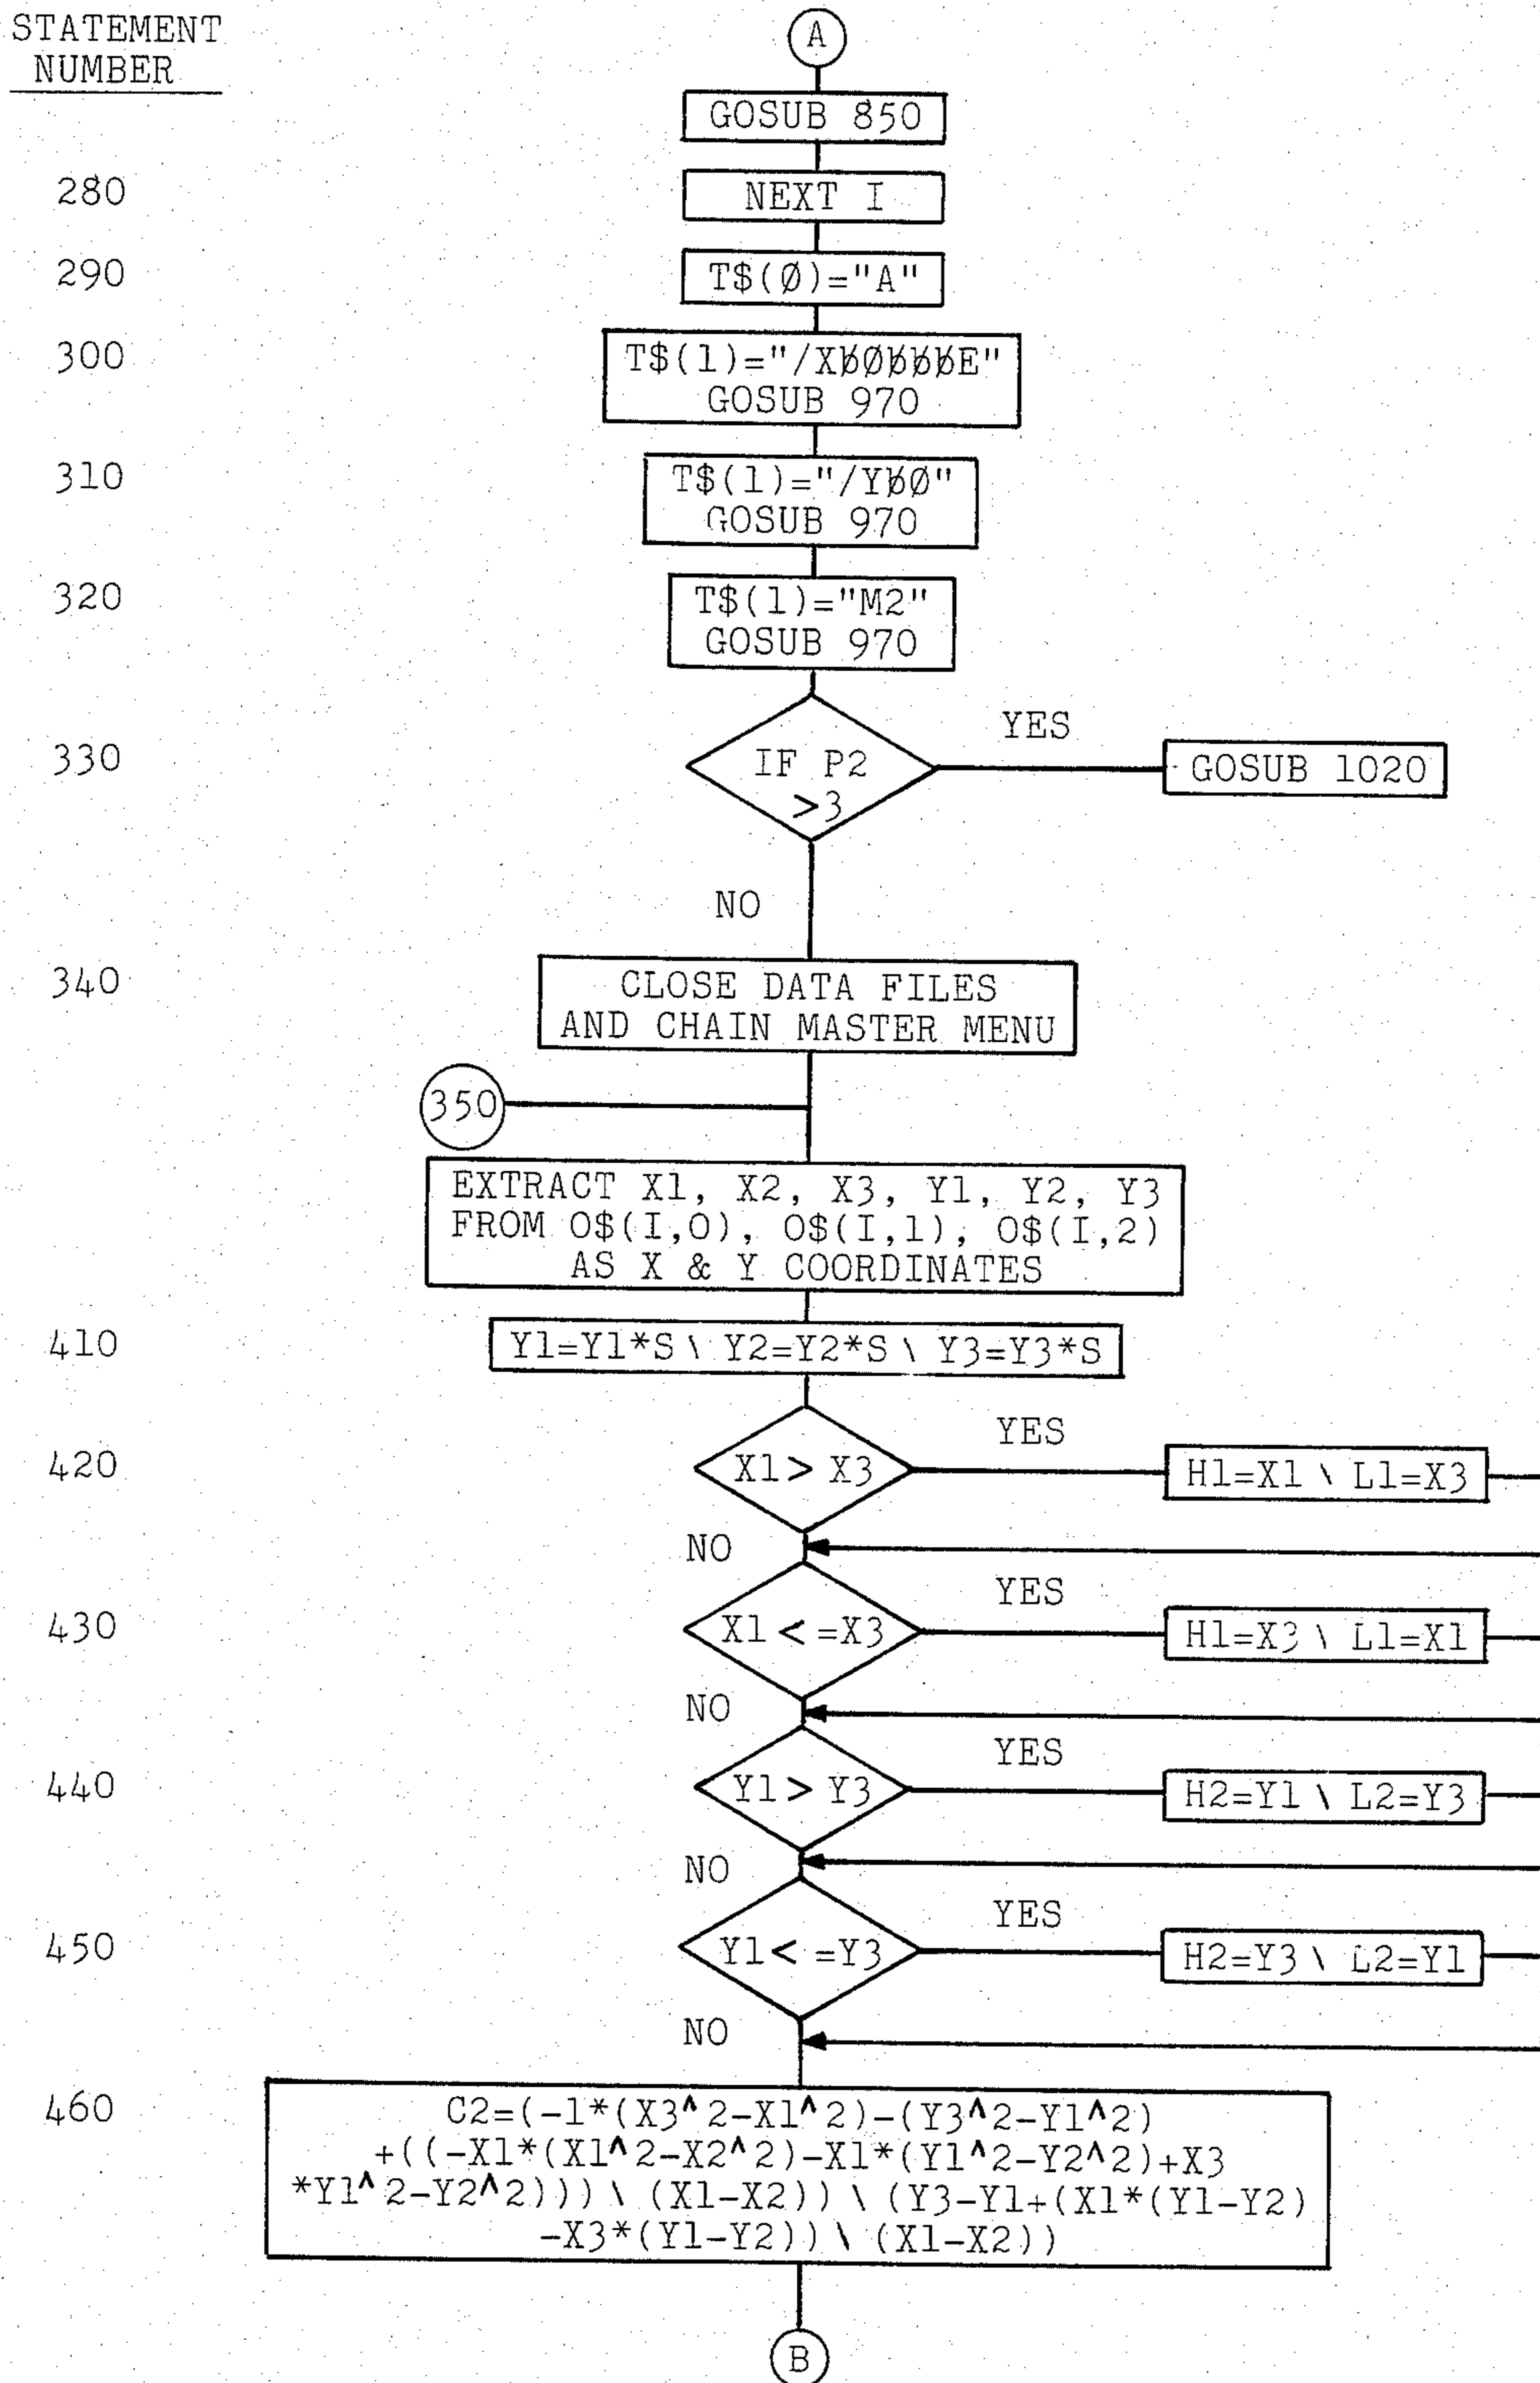 STATEMENT
NUMBER
A
GOSUB 850
280
NEXT I
290
T$(Ø)="A"
300
T$(1)="/XƀØƀƀƀE"
GOSUB 970
310
T$(1)="/YƀØ"
GOSUB 970
320
T$(1)="M2"
GOSUB 970
330
IF P2
>3
YES
GOSUB 1020
NO
340
CLOSE DATA FILES
AND CHAIN MASTER MENU
350
EXTRACT X1, X2, X3, Y1, Y2, Y3
FROM O$(I,0), O$(I,1), O$(I,2)
AS X & Y COORDINATES
410
Y1=Y1*S \ Y2=Y2*S \ Y3=Y3*S
420
X1> X3
YES
H1=X1 \ L1=X3
NO
430
X1 < =X3
YES
H1=X3 \ L1=X1
NO
440
Y1> Y3
YES
H2=Y1 \ L2=Y3
NO
450
Y1< =Y3
YES
H2=Y3 \ L2=Y1
NO
460
C2=(-1*(X3^2-X1^2)-(Y3^2-Y1^2)
+((-X1*(X1^2-X2^2)-X1*(Y1^2-Y2^2)+X3
*Y1^2-Y2^2))) \ (X1-X2)) \ (Y3-Y1+(X1*(Y1-Y2)
-X3*(Y1-Y2)) \ (X1-X2))
B